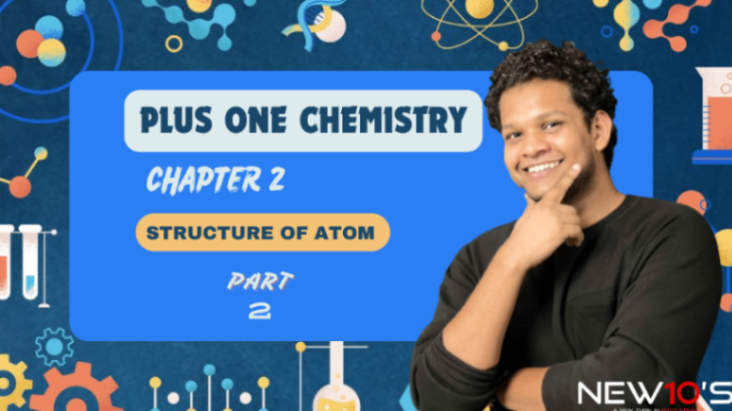 PLUS ONE CHEMISTRY
CHAPTER 2
STRUCTURE OF ATOM
PART
2
NEW10'S